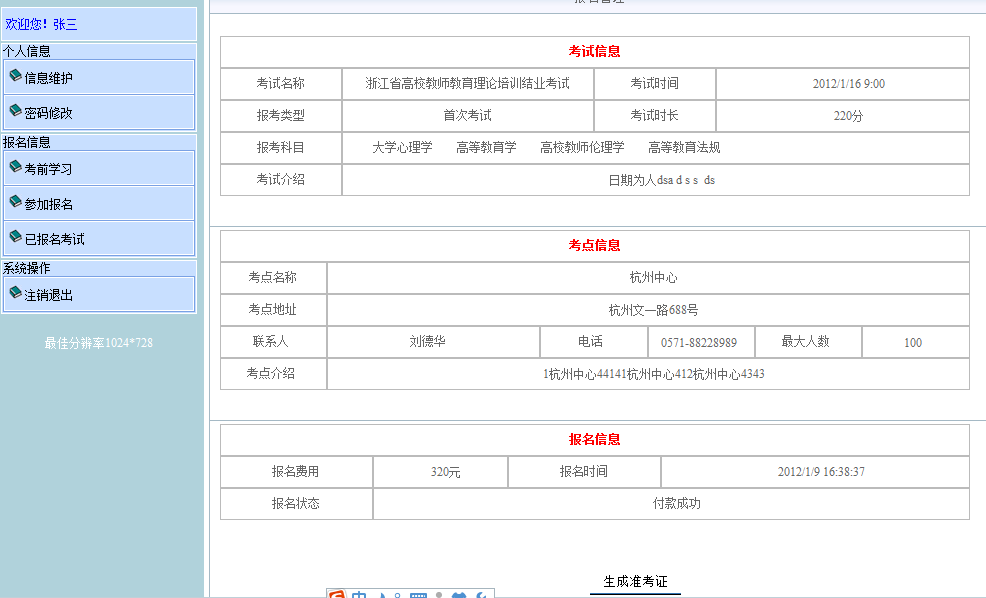 欢迎您！张三
个人信息
信息维护
密码修改
报名信息
考前学习
参加报名
已报名考试
系统操作
注销退出
最佳分辨率1024*728
考试信息
考试名称 浙江省高校教师教育理论培训结业考试 考试时间 2012/1/16 9:00
报考类型 首次考试 考试时长 220分
报考科目 大学心理学 高等教育学 高校教师伦理学 高等教育法规
考试介绍 日期为人dsa d s s ds
考点信息
考点名称 杭州中心
考点地址 杭州文一路688号
联系人 刘德华 电话 0571-88228989 最大人数 100
考点介绍 1杭州中心44141杭州中心412杭州中心4343
报名信息
报名费用 320元 报名时间 2012/1/9 16:38:37
报名状态 付款成功
生成准考证